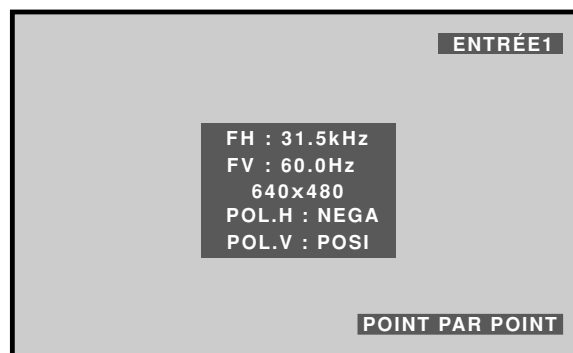 ENTRÉE1
FH : 31.5kHz
FV : 60.0Hz
640x480
POL.H : NEGA
POL.V : POSI
POINT PAR POINT